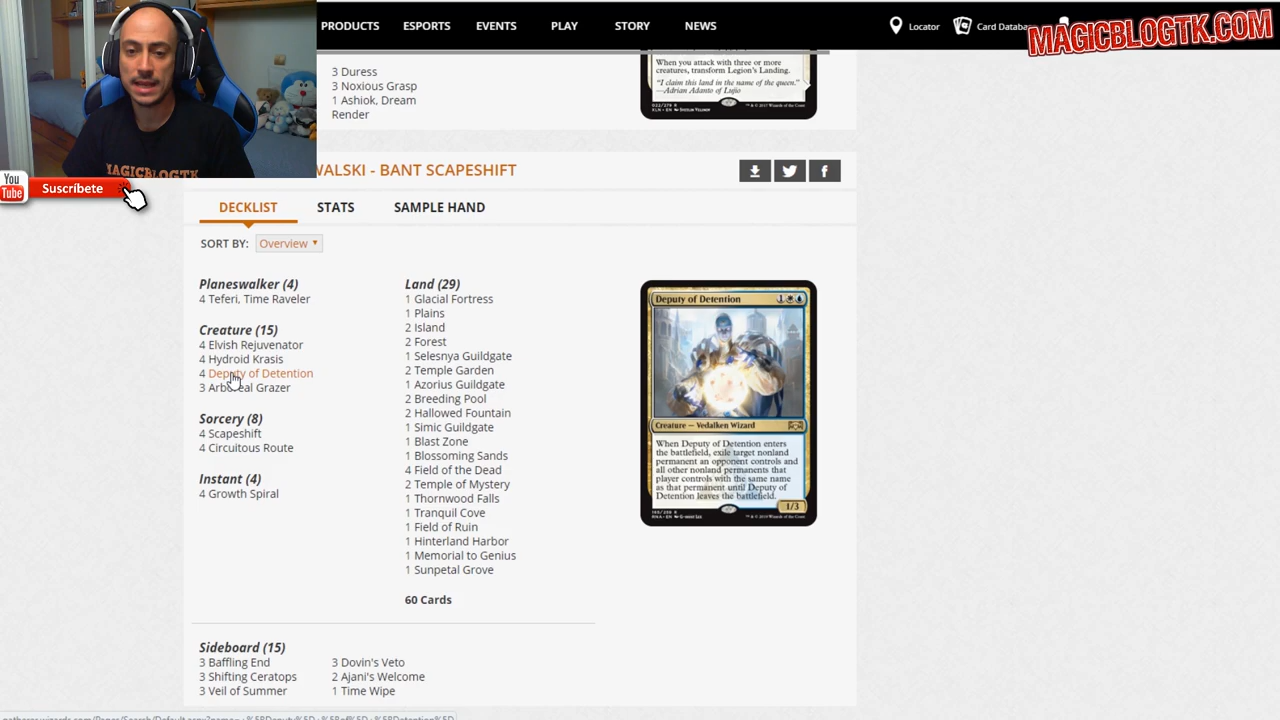 PRODUCTS ESPORTS EVENTS PLAY STORY NEWS Locator Card Database
MAGICBLOGTK.COM
3 Duress
3 Noxious Grasp
1 Ashiok, Dream
Render
When you attack with three or more
creatures, transform Legion's Landing.
"I claim this land in the name of the queen."
—Adrian Adanto of Lujio
MAGICBLOGTK
You
Tube
Suscríbete
WALSKI - BANT SCAPESHIFT
DECKLIST STATS SAMPLE HAND
SORT BY: Overview
Planeswalker (4)
4 Teferi, Time Raveler
Creature (15)
4 Elvish Rejuvenator
4 Hydroid Krasis
4 Deputy of Detention
3 Arboreal Grazer
Sorcery (8)
4 Scapeshift
4 Circuitous Route
Instant (4)
4 Growth Spiral
Land (29)
1 Glacial Fortress
1 Plains
2 Island
2 Forest
1 Selesnya Guildgate
2 Temple Garden
1 Azorius Guildgate
2 Breeding Pool
2 Hallowed Fountain
1 Simic Guildgate
1 Blast Zone
1 Blossoming Sands
4 Field of the Dead
2 Temple of Mystery
1 Thornwood Falls
1 Tranquil Cove
1 Field of Ruin
1 Hinterland Harbor
1 Memorial to Genius
1 Sunpetal Grove
60 Cards
Deputy of Detention 1
Creature — Vedalken Wizard
When Deputy of Detention enters
the battlefield, exile target nonland
permanent an opponent controls and
all other nonland permanents that
player controls with the same name
as that permanent until Deputy of
Detention leaves the battlefield.
1/3
Sideboard (15)
3 Baffling End
3 Shifting Ceratops
3 Veil of Summer
3 Dovin's Veto
2 Ajani's Welcome
1 Time Wipe